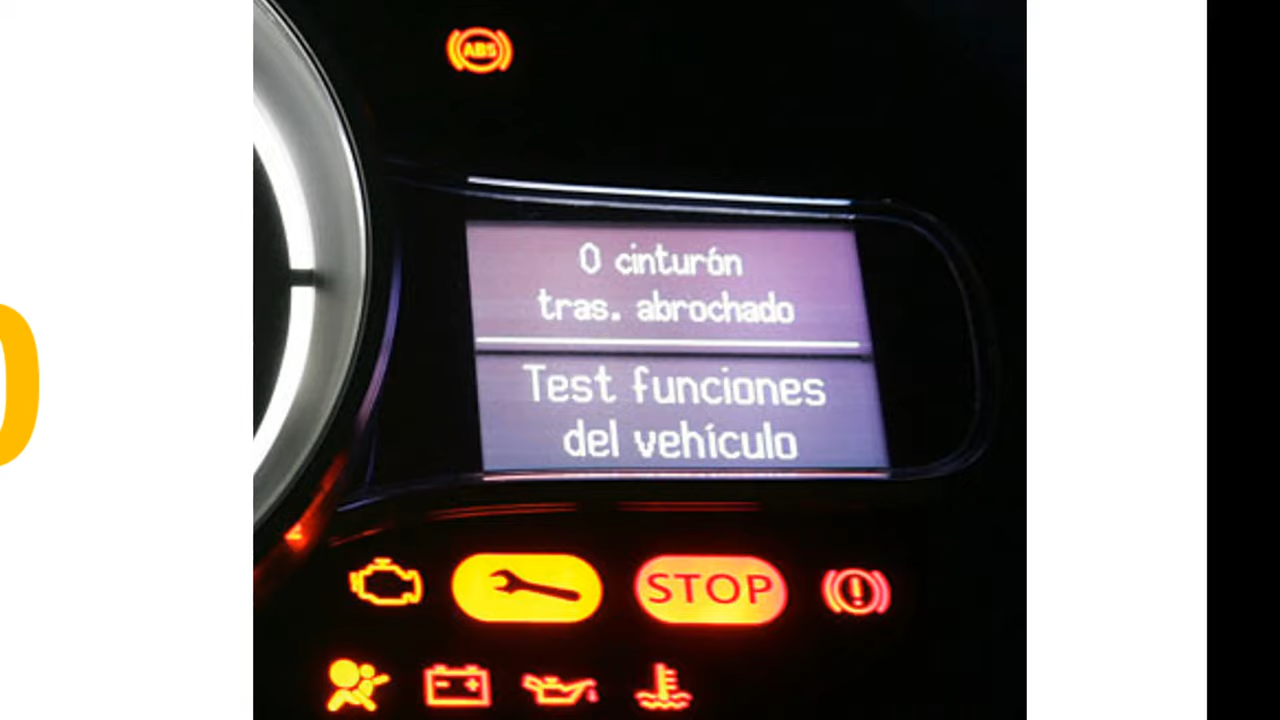 ABS
0 cinturón
tras. abrochado
Test funciones
del vehículo
STOP